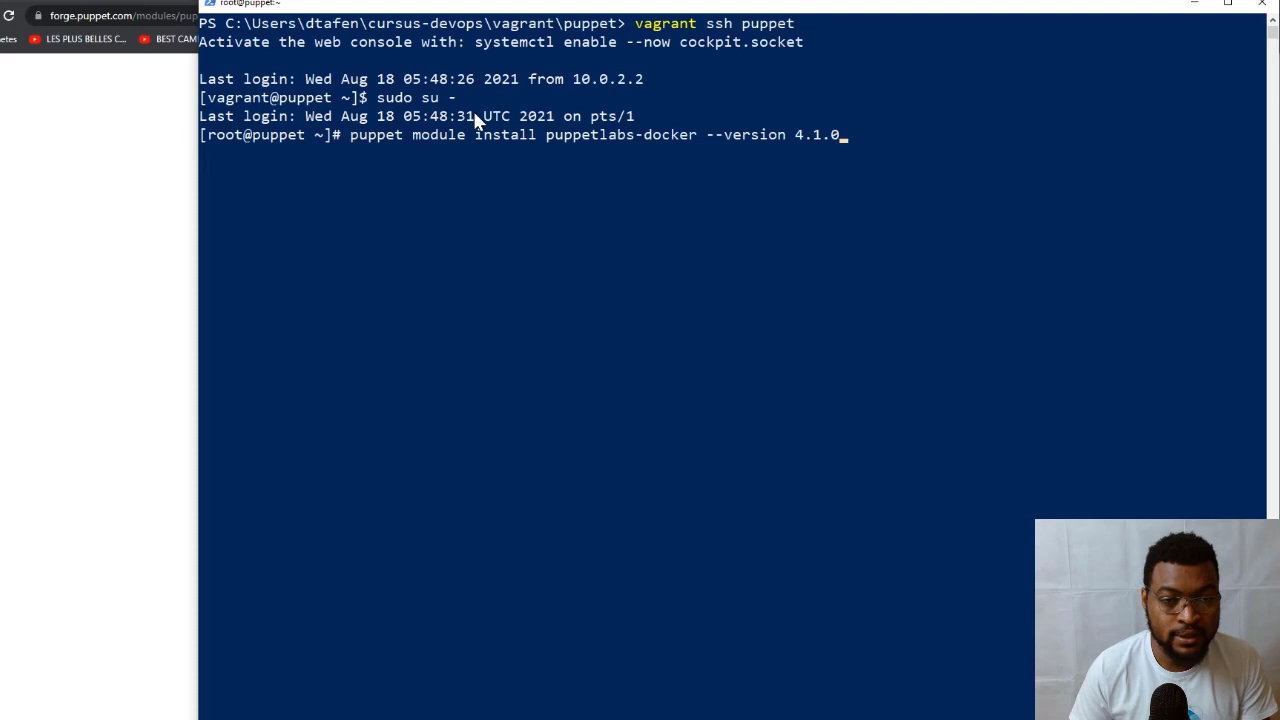 root@puppet:~
forge.puppet.com/modules/pup
etes
LES PLUS BELLES C...
BEST CAM
PS C:\Users\dtafen\cursus-devops\vagrant\puppet> vagrant ssh puppet
Activate the web console with: systemctl enable --now cockpit.socket
Last login: Wed Aug 18 05:48:26 2021 from 10.0.2.2
[vagrant@puppet ~]$ sudo su -
Last login: Wed Aug 18 05:48:31 UTC 2021 on pts/1
[root@puppet ~]# puppet module install puppetlabs-docker --version 4.1.0